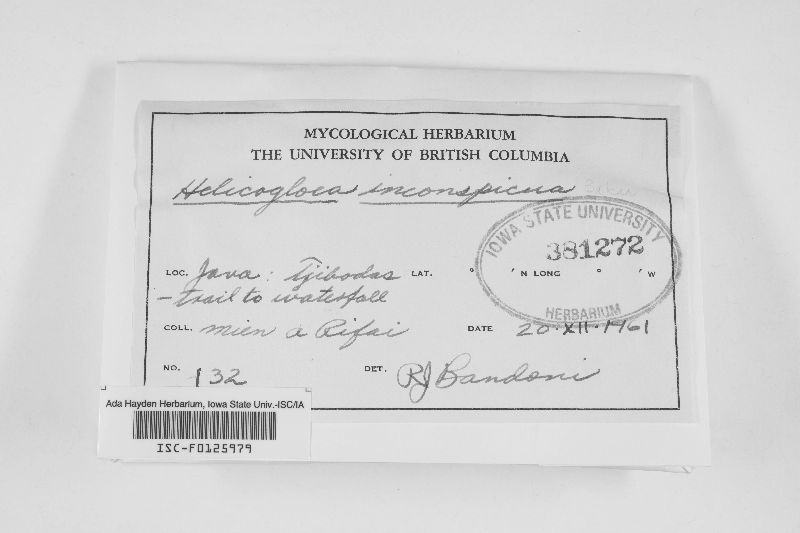 MYCOLOGICAL HERBARIUM
THE UNIVERSITY OF BRITISH COLUMBIA
Helicogloea inconspicua
IOWA STATE UNIVERSITY
381272
HERBARIUM
LOC. Java: Tjibodas LAT. ° ′ N LONG ° ′ W
- trail to waterfall
COLL. Mien A Rifai DATE 20·XII·1961
NO. 132 DET. RJ Bandoni
Ada Hayden Herbarium, Iowa State Univ.-ISC/IA
ISC-F0125979